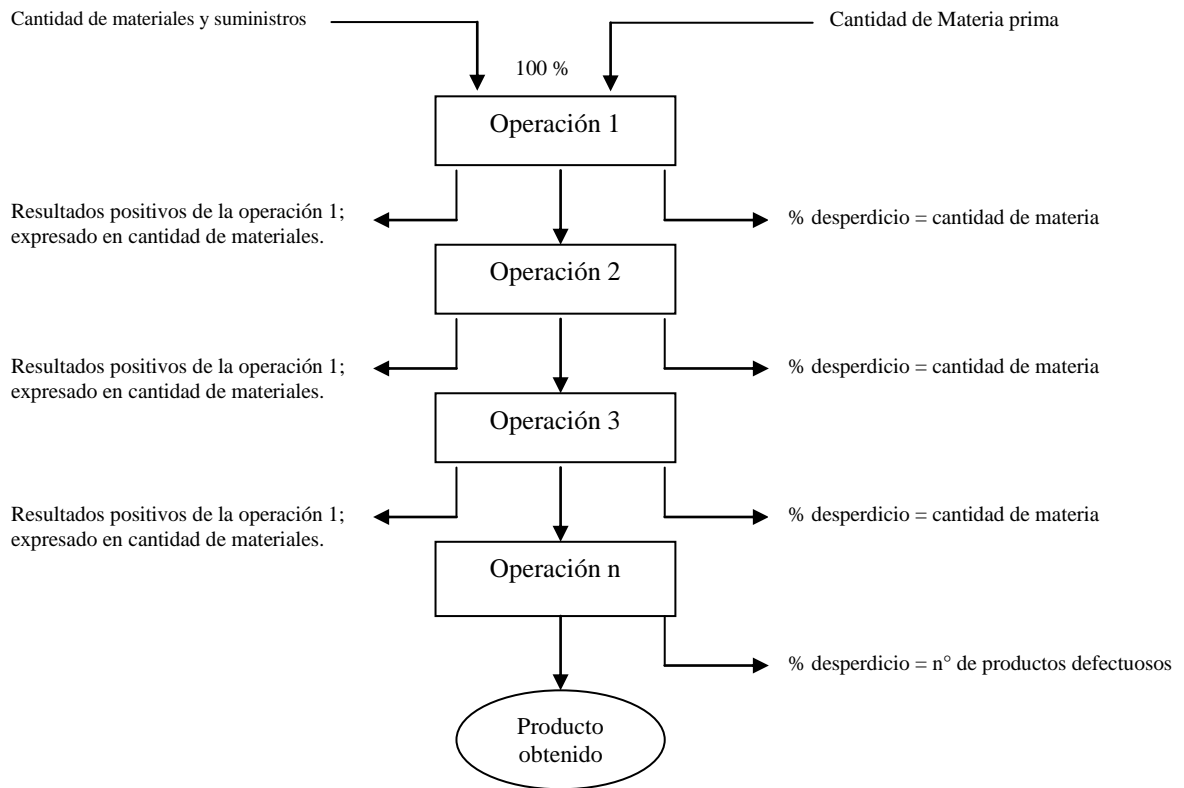 Cantidad de materiales y suministros
Cantidad de Materia prima
100 %
Operación 1
Resultados positivos de la operación 1;
expresado en cantidad de materiales.
% desperdicio = cantidad de materia
Operación 2
Resultados positivos de la operación 1;
expresado en cantidad de materiales.
% desperdicio = cantidad de materia
Operación 3
Resultados positivos de la operación 1;
expresado en cantidad de materiales.
% desperdicio = cantidad de materia
Operación n
% desperdicio = n° de productos defectuosos
Producto
obtenido